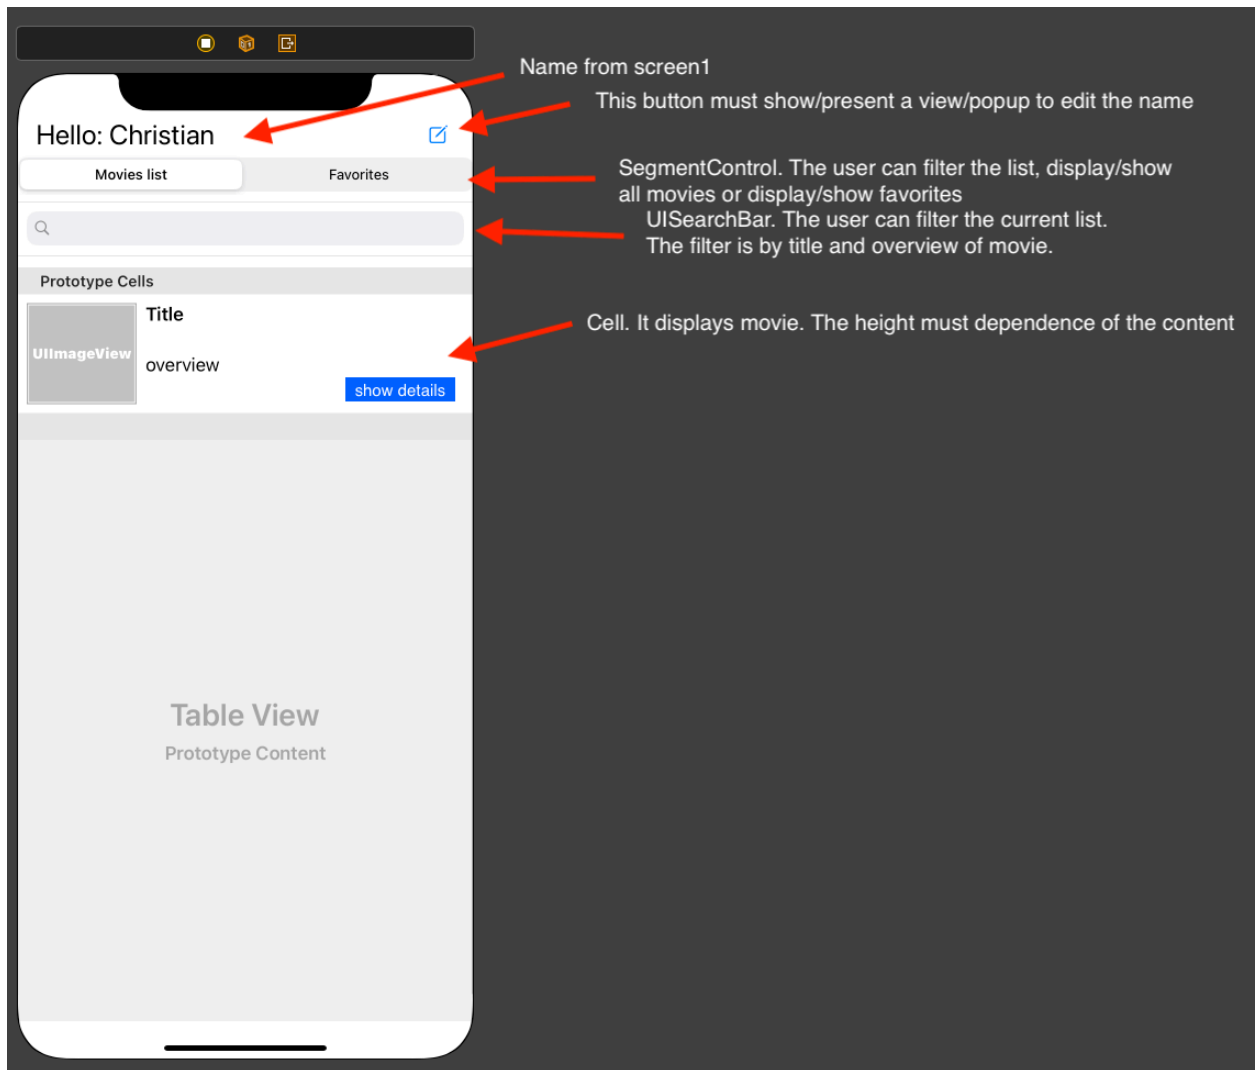 Name from screen1
This button must show/present a view/popup to edit the name
Hello: Christian
Movies list
Favorites
SegmentControl. The user can filter the list, display/show
all movies or display/show favorites
UISearchBar. The user can filter the current list.
The filter is by title and overview of movie.
Prototype Cells
Title
UIImageView
overview
show details
Cell. It displays movie. The height must dependence of the content
Table View
Prototype Content